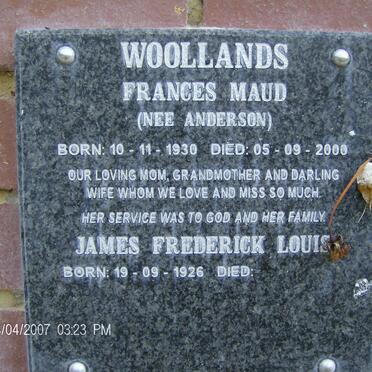 WOOLLANDS
FRANCES MAUD
(NEE ANDERSON)
BORN: 10 - 11 - 1930 DIED: 05 - 09 - 2000
OUR LOVING MOM, GRANDMOTHER AND DARLING
WIFE WHOM WE LOVE AND MISS SO MUCH.
HER SERVICE WAS TO GOD AND HER FAMILY.
JAMES FREDERICK LOUIS
BORN: 19 - 09 - 1926 DIED:
/04/2007 03:23 PM